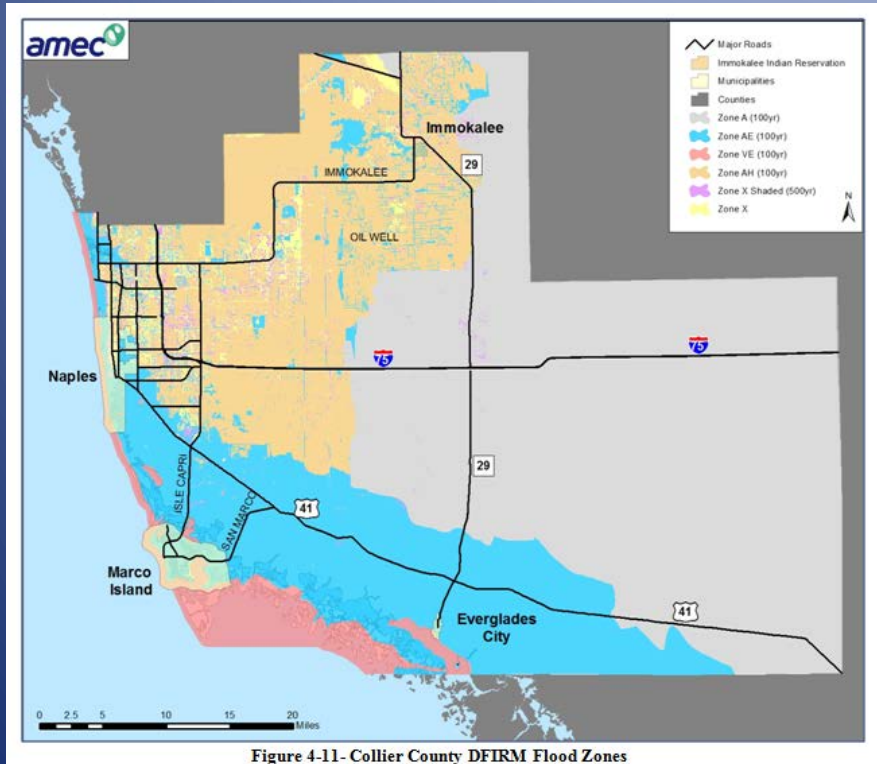 amec
Major Roads
Immokalee Indian Reservation
Municipalities
Counties
Zone A (100yr)
Zone AE (100yr)
Zone VE (100yr)
Zone AH (100yr)
Zone X Shaded (500yr)
Zone X
N
Immokalee
29
IMMOKALEE
OIL WELL
75
75
Naples
29
ISLE CAPRI
SAN MARCO
41
Marco
Island
Everglades
City
41
0 2.5 5 10 15 20
Miles
Figure 4-11- Collier County DFIRM Flood Zones